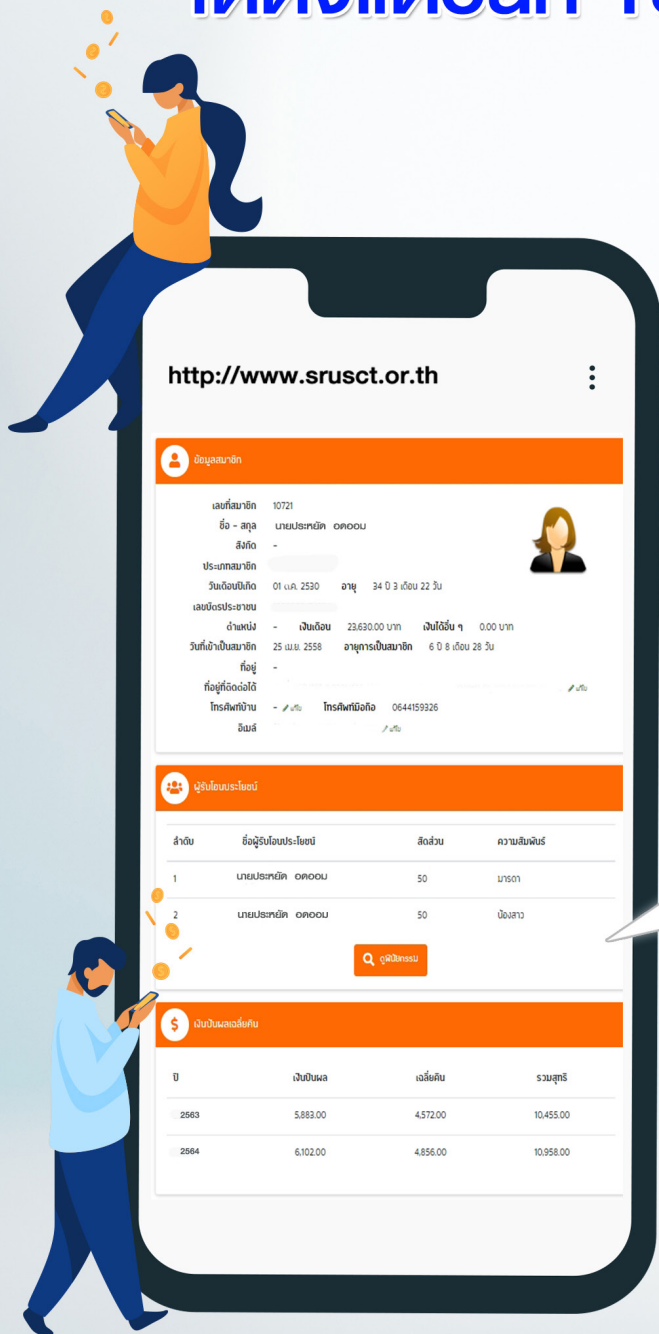 http://www.srusct.or.th
ข้อมูลสมาชิก
เลขที่สมาชิก 10721
ชื่อ - สกุล นายประหยัด อดออม
สังกัด -
ประเภทสมาชิก
วันเดือนปีเกิด 01 ต.ค. 2530 อายุ 34 ปี 3 เดือน 22 วัน
เลขบัตรประชาชน
ตำแหน่ง - เงินเดือน 23,630.00 บาท เงินได้อื่น ๆ 0.00 บาท
วันที่เข้าเป็นสมาชิก 25 เม.ย. 2558 อายุการเป็นสมาชิก 6 ปี 8 เดือน 28 วัน
ที่อยู่ -
ที่อยู่ที่ติดต่อได้ แก้ไข
โทรศัพท์บ้าน - แก้ไข โทรศัพท์มือถือ 0644159326
อีเมล์ แก้ไข
ผู้รับโอนประโยชน์
ลำดับ ชื่อผู้รับโอนประโยชน์ สัดส่วน ความสัมพันธ์
1 นายประหยัด อดออม 50 มารดา
2 นายประหยัด อดออม 50 น้องสาว
ดูพินัยกรรม
เงินปันผลเฉลี่ยคืน
ปี เงินปันผล เฉลี่ยคืน รวมสุทธิ
2563 5,883.00 4,572.00 10,455.00
2564 6,102.00 4,856.00 10,958.00